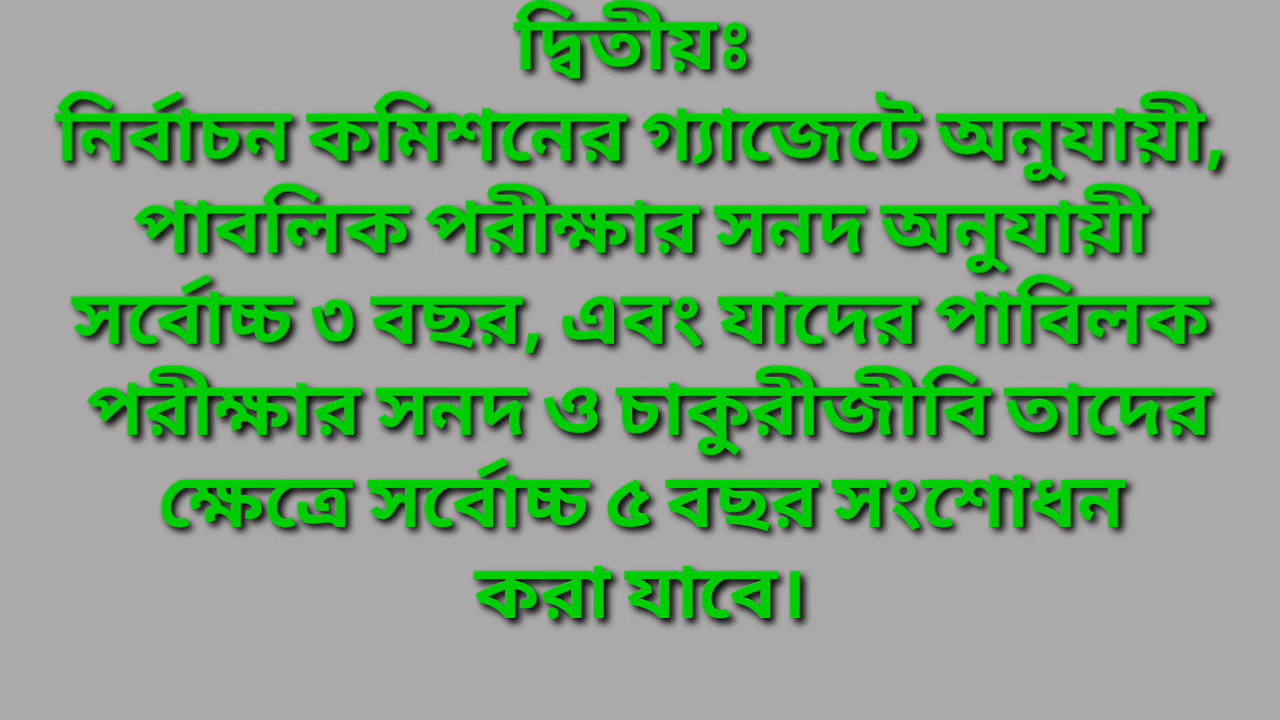 দ্বিতীয়ঃ
নির্বাচন কমিশনের গ্যাজেটে অনুযায়ী,
পাবলিক পরীক্ষার সনদ অনুযায়ী
সর্বোচ্চ ৩ বছর, এবং যাদের পাবিলক
পরীক্ষার সনদ ও চাকুরীজীবি তাদের
ক্ষেত্রে সর্বোচ্চ ৫ বছর সংশোধন
করা যাবে।